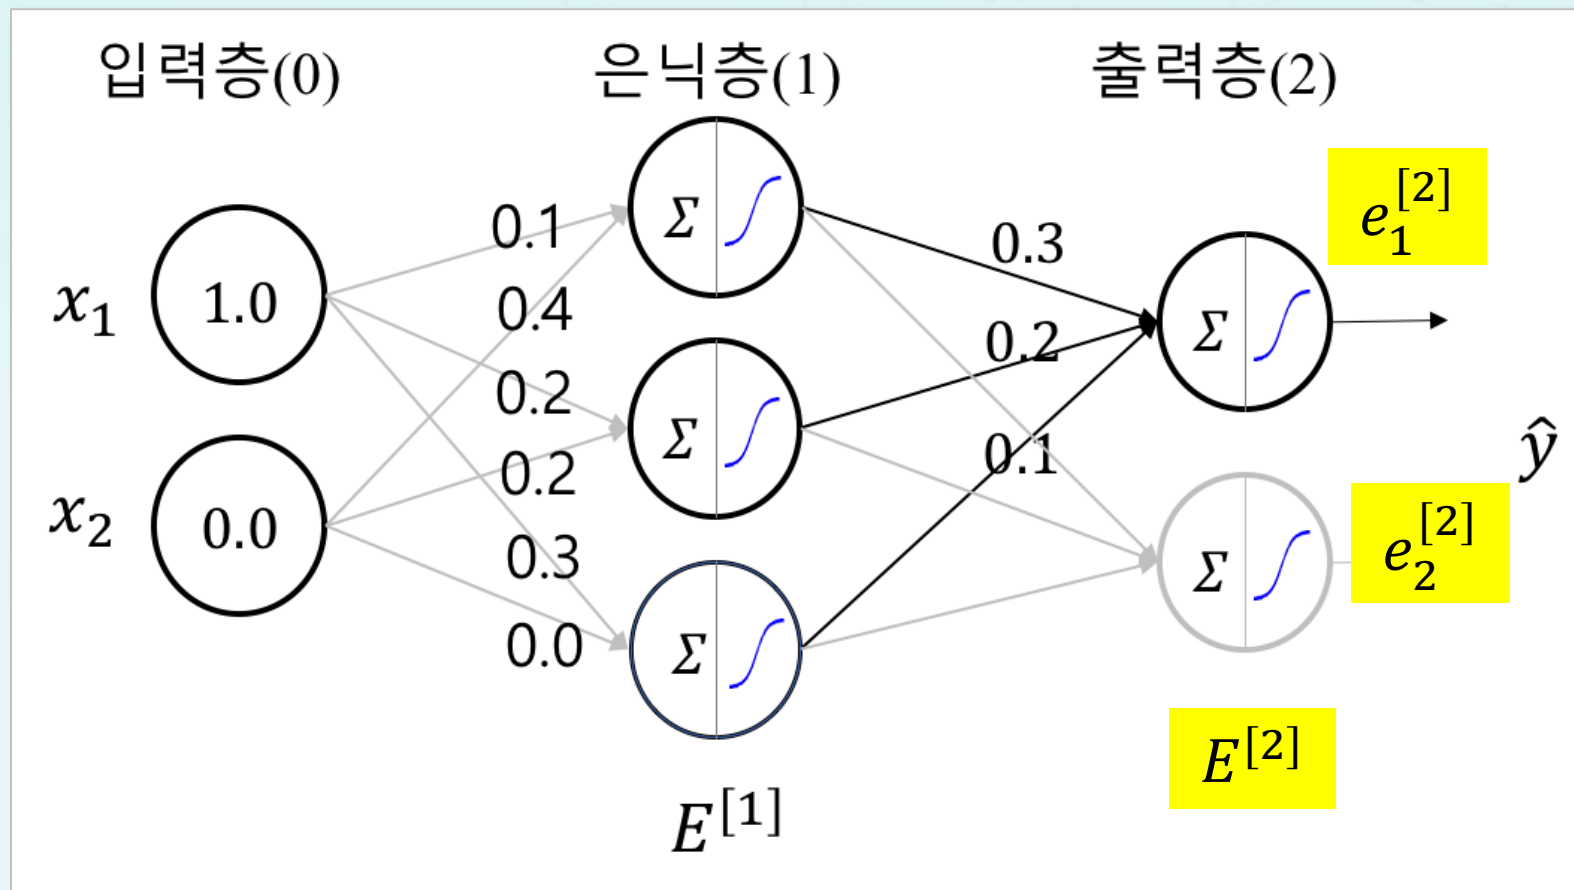 입력층(0) 은닉층(1) 출력층(2)
x₁ 1.0
x₂ 0.0
0.1
0.4
0.2
0.2
0.3
0.0
Σ
Σ
Σ
E^[1]
0.3
0.2
0.1
Σ
Σ
e₁^[2]
ŷ
e₂^[2]
E^[2]